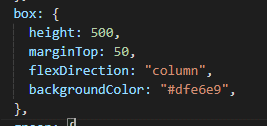 box: {
height: 500,
marginTop: 50,
flexDirection: "column",
backgroundColor: "#dfe6e9",
},